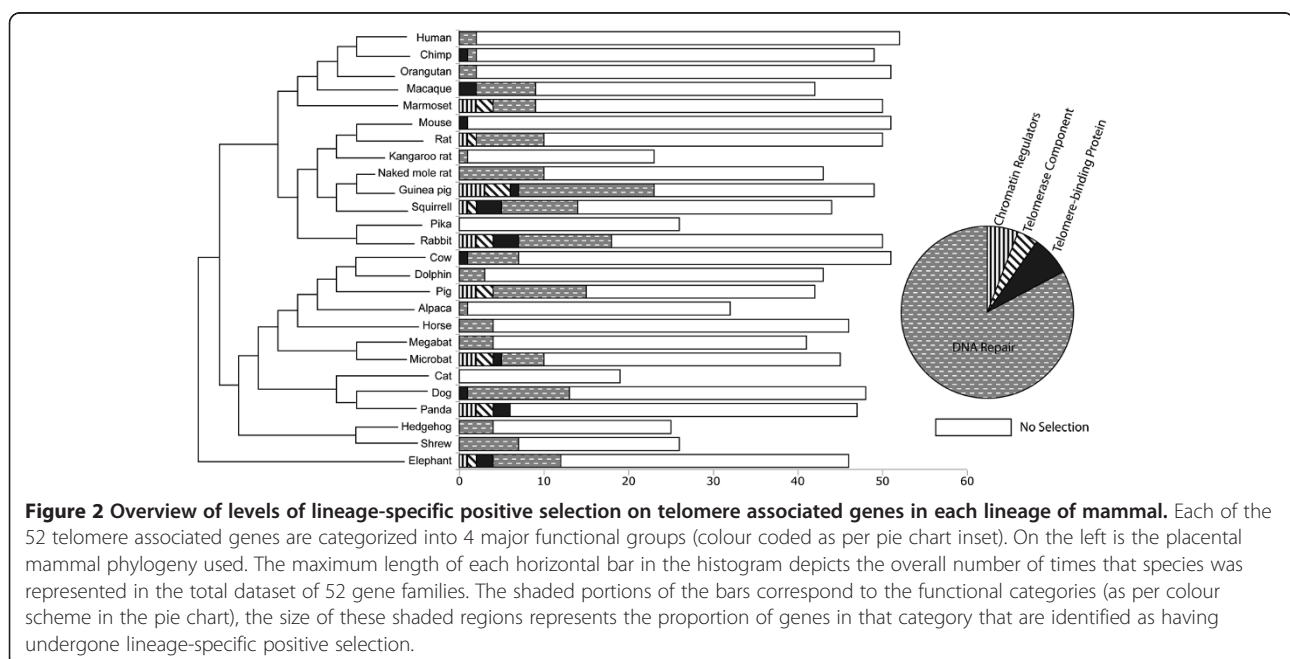 Human
Chimp
Orangutan
Macaque
Marmoset
Mouse
Rat
Kangaroo rat
Naked mole rat
Guinea pig
Squirrell
Pika
Rabbit
Cow
Dolphin
Pig
Alpaca
Horse
Megabat
Microbat
Cat
Dog
Panda
Hedgehog
Shrew
Elephant
0 10 20 30 40 50 60
Chromatin Regulators
Telomerase Component
Telomere-binding Protein
DNA Repair
No Selection
Figure 2 Overview of levels of lineage-specific positive selection on telomere associated genes in each lineage of mammal. Each of the
52 telomere associated genes are categorized into 4 major functional groups (colour coded as per pie chart inset). On the left is the placental
mammal phylogeny used. The maximum length of each horizontal bar in the histogram depicts the overall number of times that species was
represented in the total dataset of 52 gene families. The shaded portions of the bars correspond to the functional categories (as per colour
scheme in the pie chart), the size of these shaded regions represents the proportion of genes in that category that are identified as having
undergone lineage-specific positive selection.